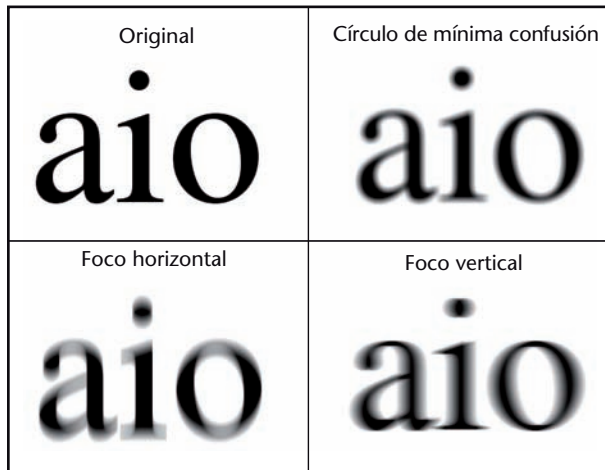 Original
aio
Círculo de mínima confusión
aio
Foco horizontal
aio
Foco vertical
aio